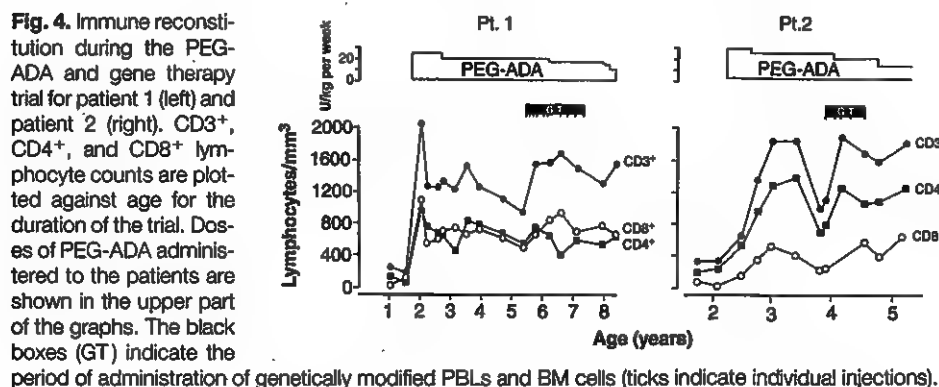 Fig. 4. Immune reconsti-
tution during the PEG-
ADA and gene therapy
trial for patient 1 (left) and
patient 2 (right). CD3+,
CD4+, and CD8+ lym-
phocyte counts are plot-
ted against age for the
duration of the trial. Dos-
es of PEG-ADA adminis-
tered to the patients are
shown in the upper part
of the graphs. The black
boxes (GT) indicate the
period of administration of genetically modified PBLs and BM cells (ticks indicate individual injections).
Pt. 1
Pt.2
U/kg per week
20
0
PEG-ADA
PEG-ADA
GT
GT
Lymphocytes/mm3
2000
1600
1200
800
400
0
CD3+
CD8+
CD4+
CD3
CD4
CD8
1 2 3 4 5 6 7 8
2 3 4 5
Age (years)